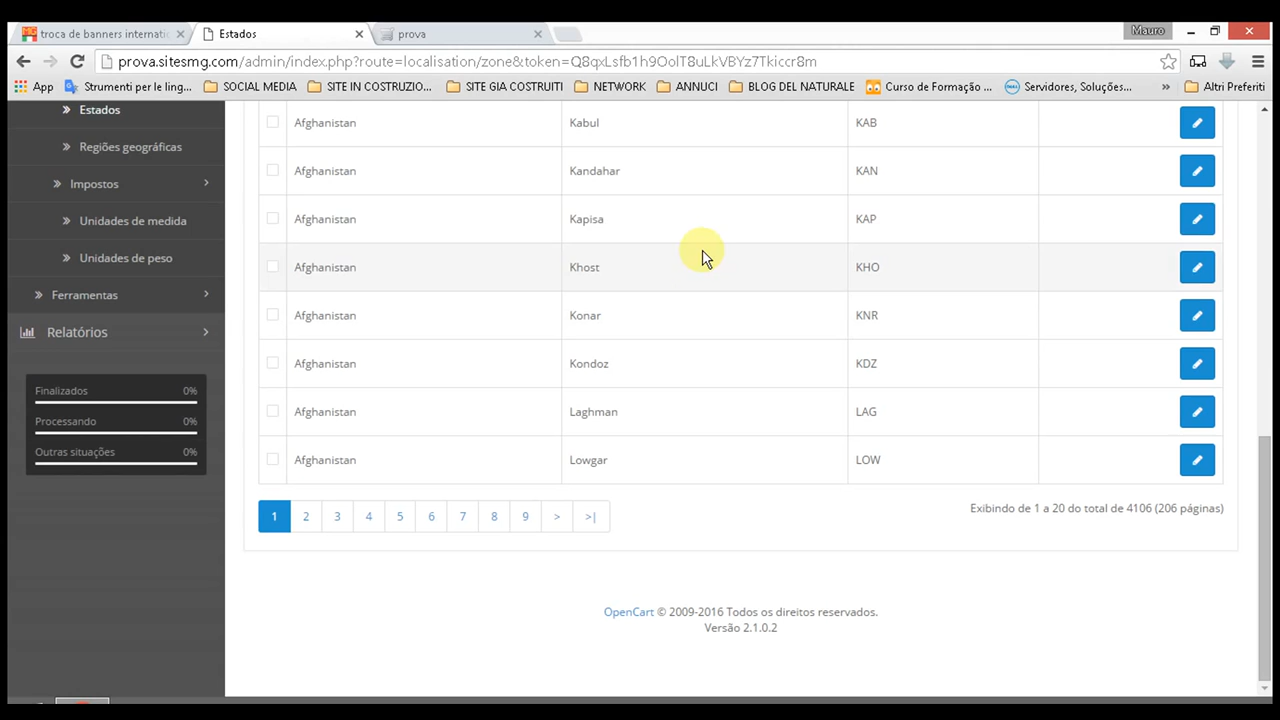 troca de banners internatio
Estados
prova
Mauro
prova.sitesmg.com/admin/index.php?route=localisation/zone&token=Q8qxLsfb1h9OolT8uLkVBYz7TkictF8m
App
Strumenti per le ling...
SOCIAL MEDIA
SITE IN COSTRUZIO...
SITE GIA COSTRUITI
NETWORK
ANNUCI
BLOG DEL NATURALE
Curso de Formação ...
Servidores, Soluções...
»
Altri Preferiti
Estados
Regiões geográficas
Impostos
Unidades de medida
Unidades de peso
Ferramentas
Relatórios
Finalizados 0%
Processando 0%
Outras situações 0%
Afghanistan Kabul KAB
Afghanistan Kandahar KAN
Afghanistan Kapisa KAP
Afghanistan Khost KHO
Afghanistan Konar KNR
Afghanistan Kondoz KDZ
Afghanistan Laghman LAG
Afghanistan Lowgar LOW
1 2 3 4 5 6 7 8 9 > >|
Exibindo de 1 a 20 do total de 4106 (206 páginas)
OpenCart © 2009-2016 Todos os direitos reservados.
Versão 2.1.0.2